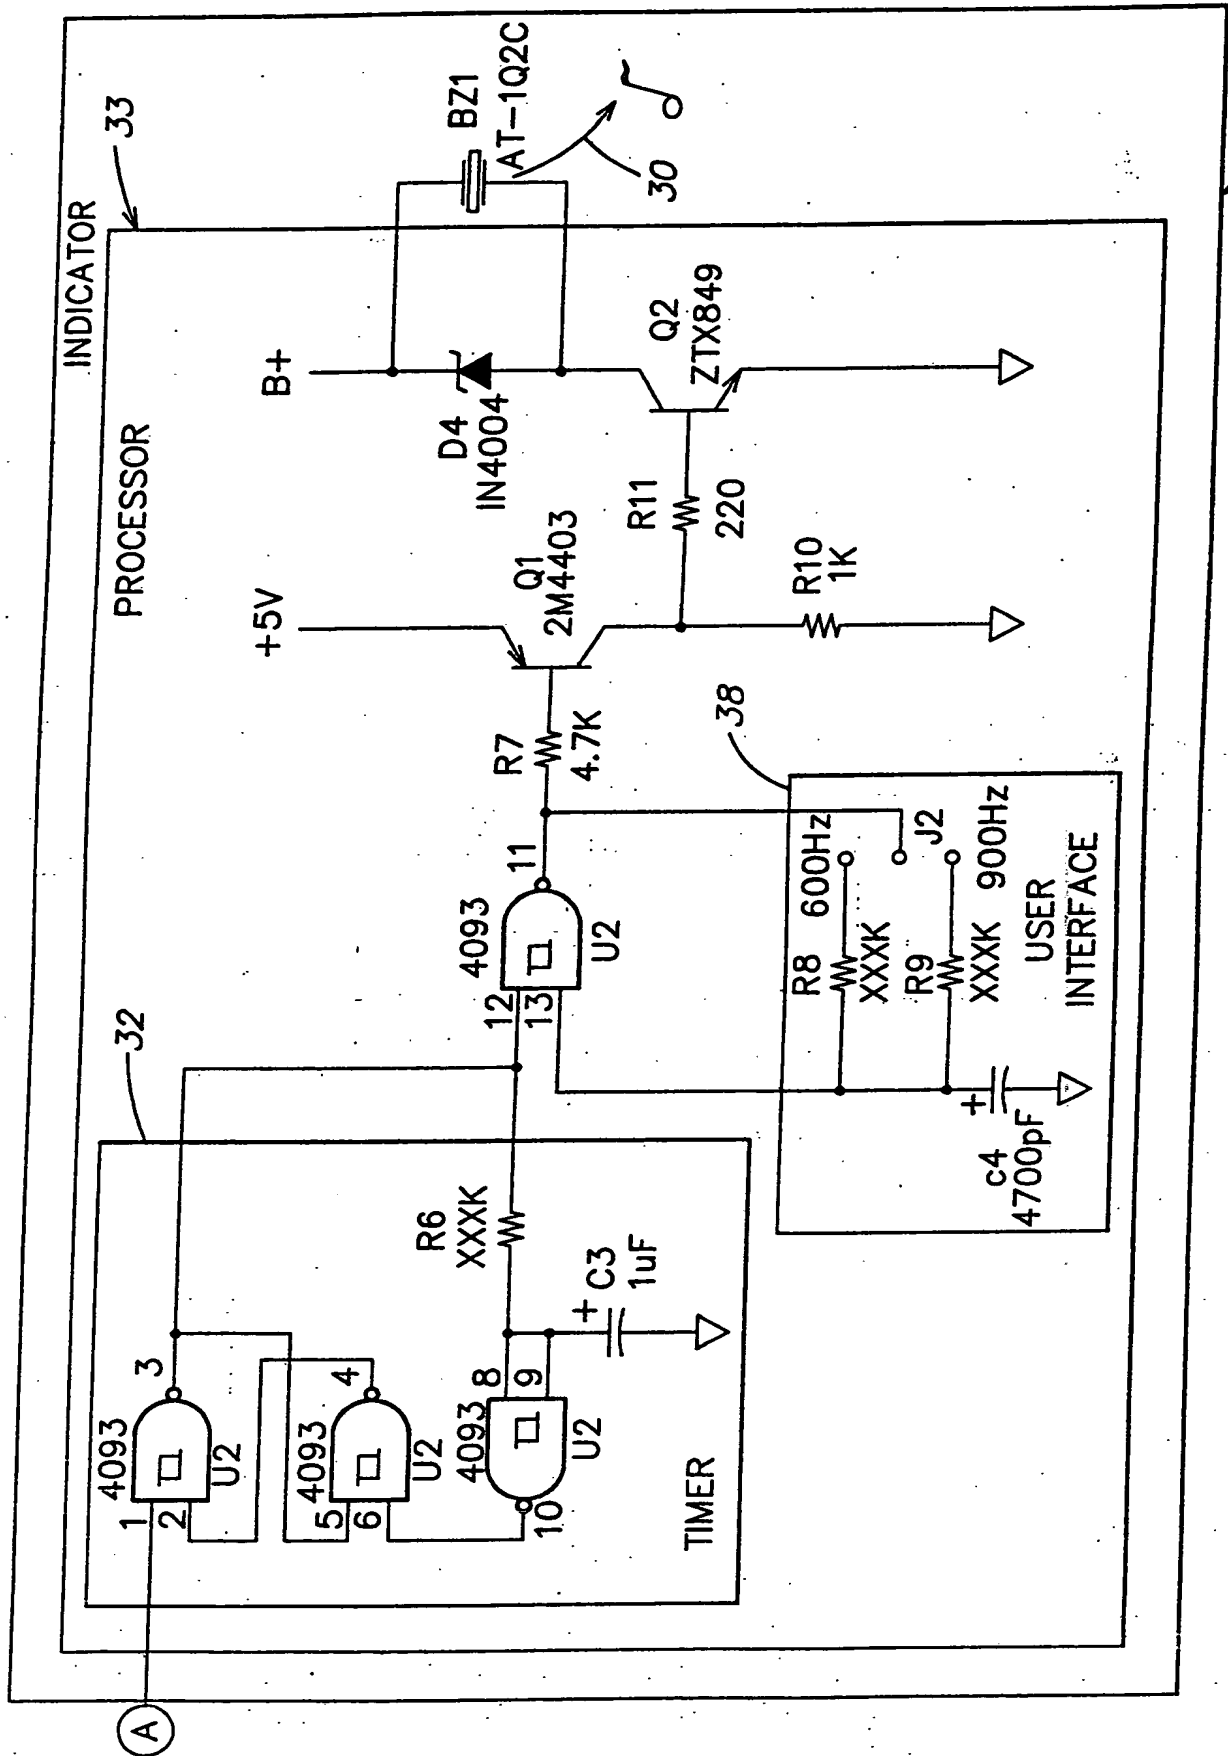 INDICATOR
33
PROCESSOR
B+
BZ1
AT-1Q2C
30
D4
IN4004
Q2
ZTX849
R11
220
+5V
Q1
2M4403
R10
1K
R7
4.7K
38
32
4093
12
13
11
U2
600Hz
J2
900Hz
R8
XXXK
R9
XXXK
USER
INTERFACE
+
c4
4700pF
R6
XXXK
+
C3
1uF
4093
1
2
3
U2
4093
5
6
4
U2
4093
8
9
10
U2
TIMER
A